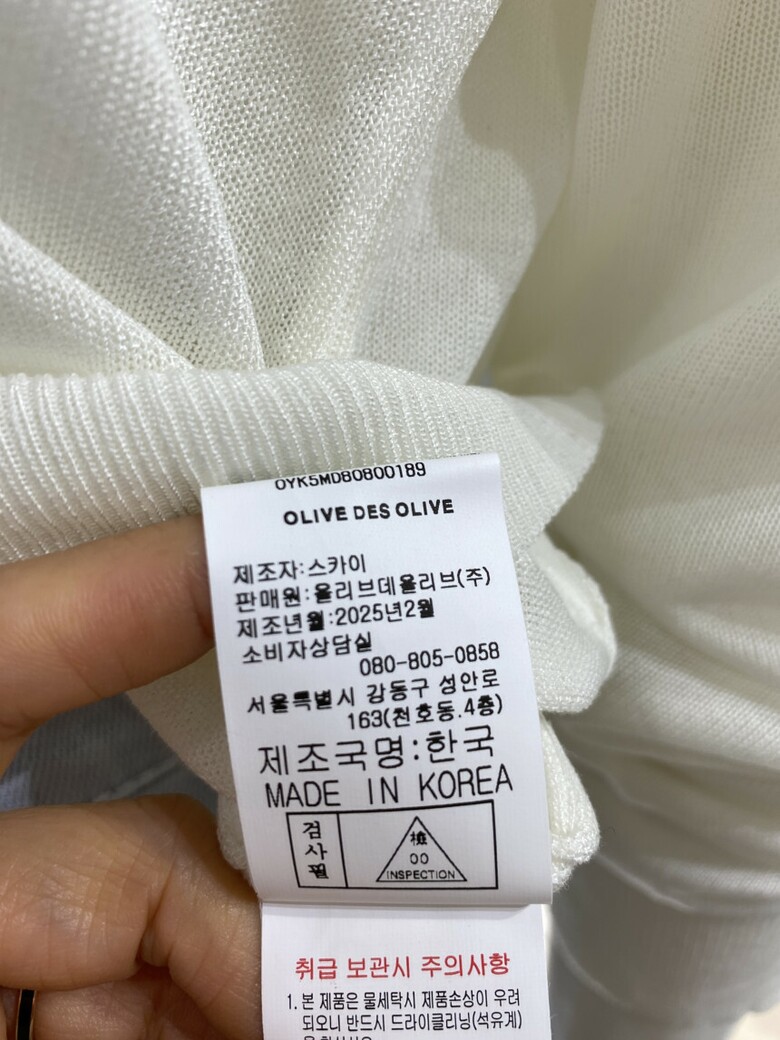 OYK5MD80800189
OLIVE DES OLIVE
제조자:스카이
판매원:올리브데올리브(주)
제조년월:2025년2월
소비자상담실
080-805-0858
서울특별시 강동구 성안로
163(천호동.4층)
제조국명:한국
MADE IN KOREA
검사필
檢
00
INSPECTION
취급 보관시 주의사항
1. 본 제품은 물세탁시 제품손상이 우려
되오니 반드시 드라이클리닝(석유계)